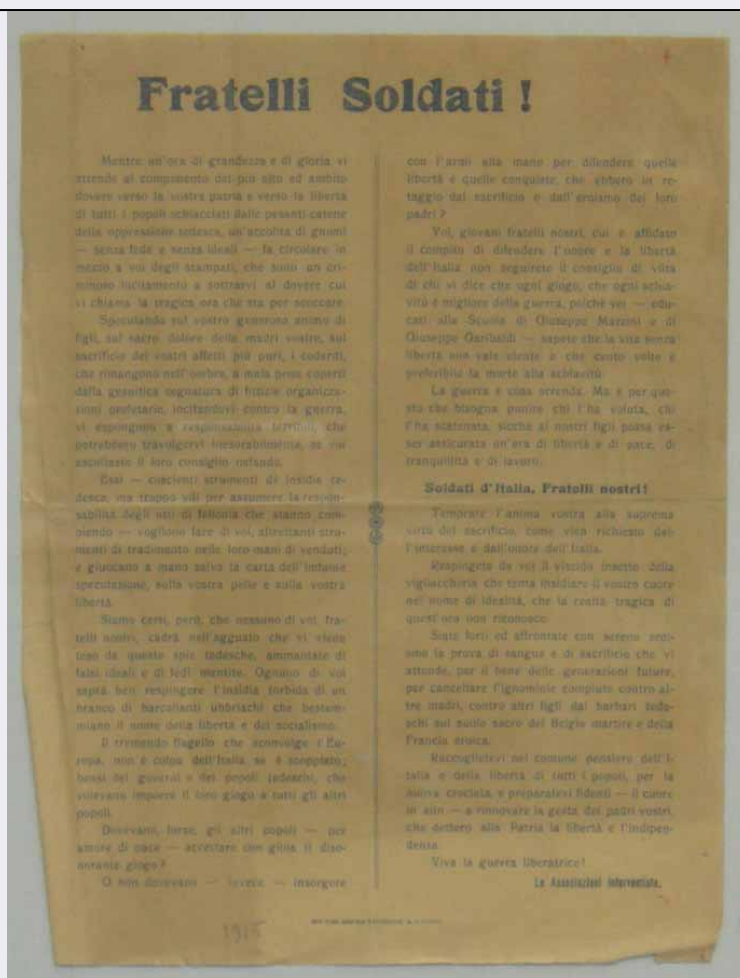 Fratelli Soldati !
Mentre un'ora di grandezza e di gloria vi
attende al compimento del più alto ed ambito
dovere verso la vostra patria e verso la libertà
di tutti i popoli schiacciati dalle pesanti catene
della oppressione tedesca, un'accolita di gnumi
— senza fede e senza ideali — fa circolare in
mezzo a voi degli stampati, che sono un cri-
minoso incitamento a sottrarvi al dovere cui
vi chiama la tragica ora che sta per scoccare.
Speculando sul vostro generoso animo di
figli, sul sacro dolore delle madri vostre, sul
sacrificio dei vostri affetti più puri, i codardi,
che rimangono nell'ombra, a mala pena coperti
dalla gesuitica segnatura di fittizie organizza-
zioni proletarie, incitandovi contro la guerra,
vi espongono a responsabilità terribili, che
potrebbero travolgervi inesorabilmente, se voi
ascoltaste il loro consiglio nefando.
Essi — coscienti strumenti di insidia te-
desca, ma troppo vili per assumere la respon-
sabilità degli atti di fellonia che stanno com-
piendo — vogliono fare di voi, altrettanti stru-
menti di tradimento nelle loro mani di venduti,
e giuocano a mano salva la carta dell'infame
speculazione, sulla vostra pelle e sulla vostra
libertà.
Siamo certi, però, che nessuno di voi, fra-
telli nostri, cadrà nell'agguato che vi viene
teso da queste spie tedesche, ammantate di
falsi ideali e di fedi mentite. Ognuno di voi
saprà ben respingere l'insidia torbida di un
branco di barcollanti ubbriachi che bestem-
miano il nome della libertà e del socialismo.
Il tremendo flagello che sconvolge l'Eu-
ropa, non è colpa dell'Italia se è scoppiato;
bensì dei governi e dei popoli tedeschi, che
volevano imporre il loro giogo a tutti gli altri
popoli.
Dovevano, forse, gli altri popoli — per
amore di pace — accettare con gioia il diso-
norante giogo ?
O non dovevano — invece — insorgere
con l'armi alla mano per difendere quelle
libertà e quelle conquiste, che ebbero in re-
taggio dal sacrificio e dall'eroismo dei loro
padri ?
Voi, giovani fratelli nostri, cui è affidato
il compito di difendere l'onore e la libertà
dell'Italia non seguirete il consiglio di viltà
di chi vi dice che ogni giogo, che ogni schia-
vitù è migliore della guerra, poichè voi — edu-
cati alla Scuola di Giuseppe Mazzini e di
Giuseppe Garibaldi — sapete che la vita senza
libertà non vale niente e che cento volte è
preferibile la morte alla schiavitù.
La guerra è cosa orrenda. Ma è per que-
sto che bisogna punire chi l'ha voluta, chi
l'ha scatenata, sicchè ai nostri figli possa es-
ser assicurata un'ora di libertà e di pace, di
tranquillità e di lavoro.
Soldati d'Italia, Fratelli nostri !
Temprate l'anima vostra alla suprema
virtù del sacrificio, come vien richiesto dal-
l'interesse e dall'onore dell'Italia.
Respingete da voi il viscido insetto della
vigliaccheria che tenta insidiare il vostro cuore
nel nome di idealità, che la realtà tragica di
quest'ora non riconosce.
Siate forti ed affrontate con sereno eroi-
smo la prova di sangue e di sacrificio che vi
attende, per il bene delle generazioni future,
per cancellare l'ignominie compiute contro al-
tre madri, contro altri figli dai barbari tede-
schi sul suolo sacro del Belgio martire e della
Francia eroica.
Raccoglietevi nel comune pensiero dell'I-
talia e della libertà di tutti i popoli, per la
nuova crociata, e preparatevi fidenti — il cuore
in alto — a rinnovare la gesta dei padri vostri,
che dettero alla Patria la libertà e l'indipen-
denza.
Viva la guerra liberatrice !
Le Associazioni interventiste.
1915